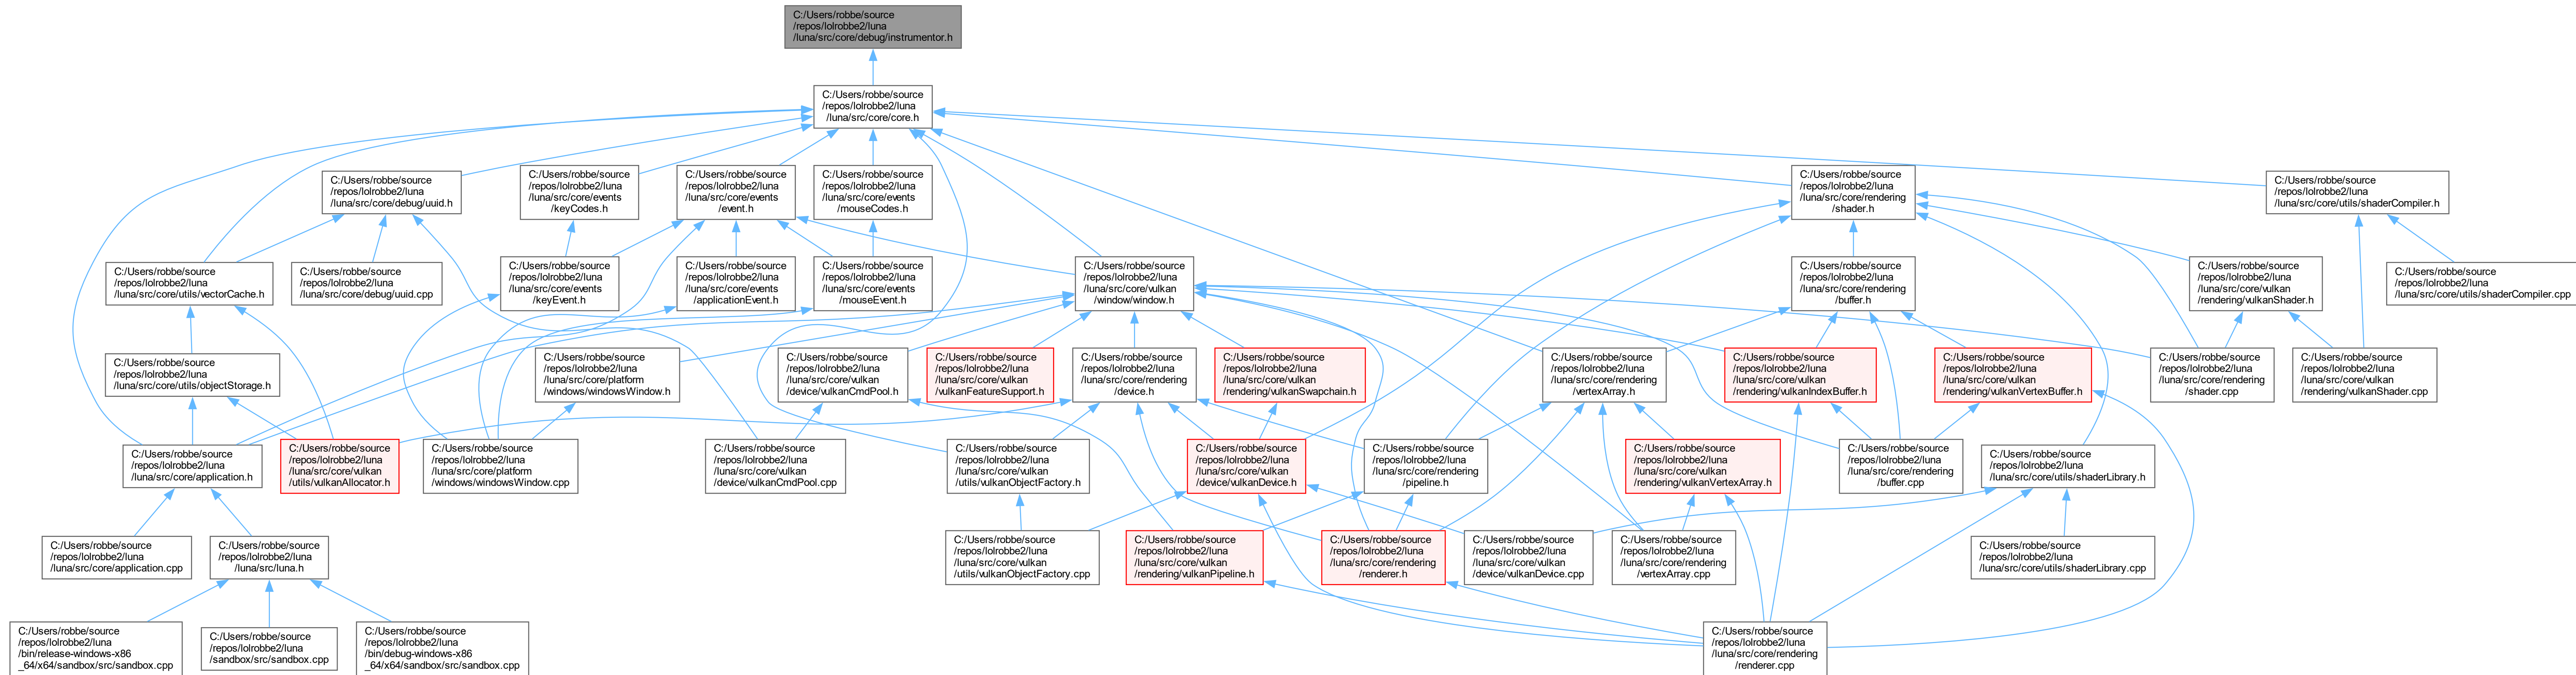 C:/Users/robbe/source
/repos/lolrobbe2/luna
/luna/src/core/debug/instrumentor.h
C:/Users/robbe/source
/repos/lolrobbe2/luna
/luna/src/core/core.h
C:/Users/robbe/source
/repos/lolrobbe2/luna
/luna/src/core/debug/uuid.h
C:/Users/robbe/source
/repos/lolrobbe2/luna
/luna/src/core/events
/keyCodes.h
C:/Users/robbe/source
/repos/lolrobbe2/luna
/luna/src/core/events
/event.h
C:/Users/robbe/source
/repos/lolrobbe2/luna
/luna/src/core/events
/mouseCodes.h
C:/Users/robbe/source
/repos/lolrobbe2/luna
/luna/src/core/rendering
/shader.h
C:/Users/robbe/source
/repos/lolrobbe2/luna
/luna/src/core/utils/shaderCompiler.h
C:/Users/robbe/source
/repos/lolrobbe2/luna
/luna/src/core/utils/vectorCache.h
C:/Users/robbe/source
/repos/lolrobbe2/luna
/luna/src/core/debug/uuid.cpp
C:/Users/robbe/source
/repos/lolrobbe2/luna
/luna/src/core/events
/keyEvent.h
C:/Users/robbe/source
/repos/lolrobbe2/luna
/luna/src/core/events
/applicationEvent.h
C:/Users/robbe/source
/repos/lolrobbe2/luna
/luna/src/core/events
/mouseEvent.h
C:/Users/robbe/source
/repos/lolrobbe2/luna
/luna/src/core/vulkan
/window/window.h
C:/Users/robbe/source
/repos/lolrobbe2/luna
/luna/src/core/rendering
/buffer.h
C:/Users/robbe/source
/repos/lolrobbe2/luna
/luna/src/core/vulkan
/rendering/vulkanShader.h
C:/Users/robbe/source
/repos/lolrobbe2/luna
/luna/src/core/utils/shaderCompiler.cpp
C:/Users/robbe/source
/repos/lolrobbe2/luna
/luna/src/core/utils/objectStorage.h
C:/Users/robbe/source
/repos/lolrobbe2/luna
/luna/src/core/platform
/windows/windowsWindow.h
C:/Users/robbe/source
/repos/lolrobbe2/luna
/luna/src/core/vulkan
/device/vulkanCmdPool.h
C:/Users/robbe/source
/repos/lolrobbe2/luna
/luna/src/core/vulkan
/vulkanFeatureSupport.h
C:/Users/robbe/source
/repos/lolrobbe2/luna
/luna/src/core/rendering
/device.h
C:/Users/robbe/source
/repos/lolrobbe2/luna
/luna/src/core/vulkan
/rendering/vulkanSwapchain.h
C:/Users/robbe/source
/repos/lolrobbe2/luna
/luna/src/core/rendering
/vertexArray.h
C:/Users/robbe/source
/repos/lolrobbe2/luna
/luna/src/core/vulkan
/rendering/vulkanIndexBuffer.h
C:/Users/robbe/source
/repos/lolrobbe2/luna
/luna/src/core/vulkan
/rendering/vulkanVertexBuffer.h
C:/Users/robbe/source
/repos/lolrobbe2/luna
/luna/src/core/rendering
/shader.cpp
C:/Users/robbe/source
/repos/lolrobbe2/luna
/luna/src/core/vulkan
/rendering/vulkanShader.cpp
C:/Users/robbe/source
/repos/lolrobbe2/luna
/luna/src/core/application.h
C:/Users/robbe/source
/repos/lolrobbe2/luna
/luna/src/core/vulkan
/utils/vulkanAllocator.h
C:/Users/robbe/source
/repos/lolrobbe2/luna
/luna/src/core/platform
/windows/windowsWindow.cpp
C:/Users/robbe/source
/repos/lolrobbe2/luna
/luna/src/core/vulkan
/device/vulkanCmdPool.cpp
C:/Users/robbe/source
/repos/lolrobbe2/luna
/luna/src/core/vulkan
/utils/vulkanObjectFactory.h
C:/Users/robbe/source
/repos/lolrobbe2/luna
/luna/src/core/vulkan
/device/vulkanDevice.h
C:/Users/robbe/source
/repos/lolrobbe2/luna
/luna/src/core/rendering
/pipeline.h
C:/Users/robbe/source
/repos/lolrobbe2/luna
/luna/src/core/vulkan
/rendering/vulkanVertexArray.h
C:/Users/robbe/source
/repos/lolrobbe2/luna
/luna/src/core/rendering
/buffer.cpp
C:/Users/robbe/source
/repos/lolrobbe2/luna
/luna/src/core/utils/shaderLibrary.h
C:/Users/robbe/source
/repos/lolrobbe2/luna
/luna/src/core/application.cpp
C:/Users/robbe/source
/repos/lolrobbe2/luna
/luna/src/luna.h
C:/Users/robbe/source
/repos/lolrobbe2/luna
/luna/src/core/vulkan
/utils/vulkanObjectFactory.cpp
C:/Users/robbe/source
/repos/lolrobbe2/luna
/luna/src/core/vulkan
/rendering/vulkanPipeline.h
C:/Users/robbe/source
/repos/lolrobbe2/luna
/luna/src/core/rendering
/renderer.h
C:/Users/robbe/source
/repos/lolrobbe2/luna
/luna/src/core/vulkan
/device/vulkanDevice.cpp
C:/Users/robbe/source
/repos/lolrobbe2/luna
/luna/src/core/rendering
/vertexArray.cpp
C:/Users/robbe/source
/repos/lolrobbe2/luna
/luna/src/core/utils/shaderLibrary.cpp
C:/Users/robbe/source
/repos/lolrobbe2/luna
/bin/release-windows-x86
_64/x64/sandbox/src/sandbox.cpp
C:/Users/robbe/source
/repos/lolrobbe2/luna
/sandbox/src/sandbox.cpp
C:/Users/robbe/source
/repos/lolrobbe2/luna
/bin/debug-windows-x86
_64/x64/sandbox/src/sandbox.cpp
C:/Users/robbe/source
/repos/lolrobbe2/luna
/luna/src/core/rendering
/renderer.cpp